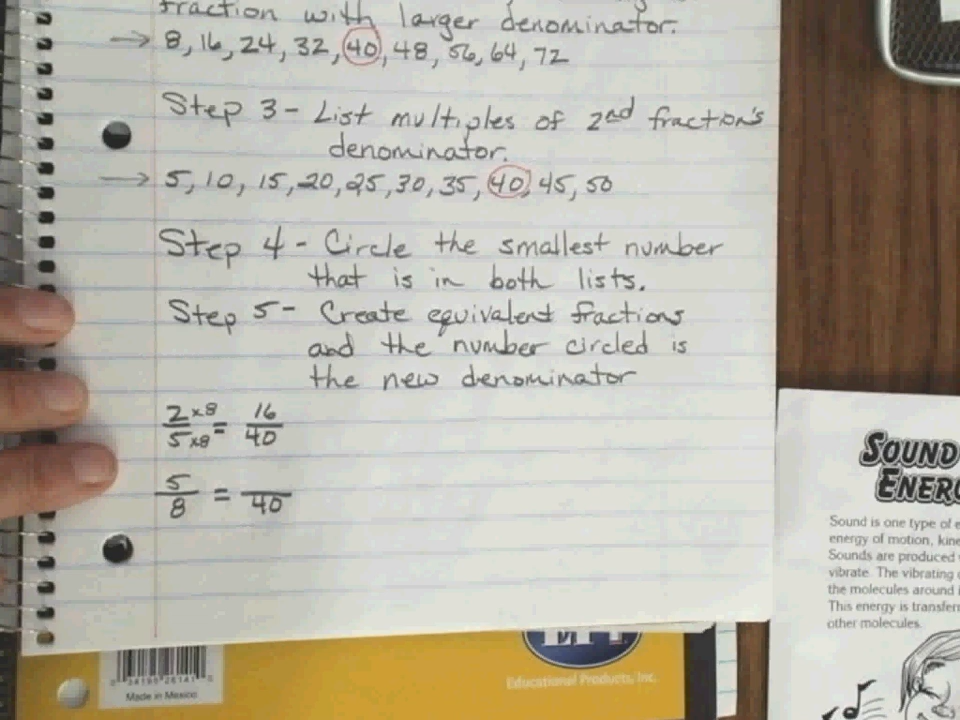 fraction with larger denominator.
→ 8, 16, 24, 32, 40, 48, 56, 64, 72
Step 3 - List multiples of 2nd fraction's
denominator.
→ 5, 10, 15, 20, 25, 30, 35, 40, 45, 50
Step 4 - Circle the smallest number
that is in both lists.
Step 5 - Create equivalent fractions
and the number circled is
the new denominator
2 x8 / 5 x8 = 16 / 40
5 / 8 = / 40
SOUND
ENER
Sound is one type of e
energy of motion, kine
Sounds are produced
vibrate. The vibrating
the molecules around i
This energy is transfer
other molecules.
Educational Products, Inc.
Made in Mexico